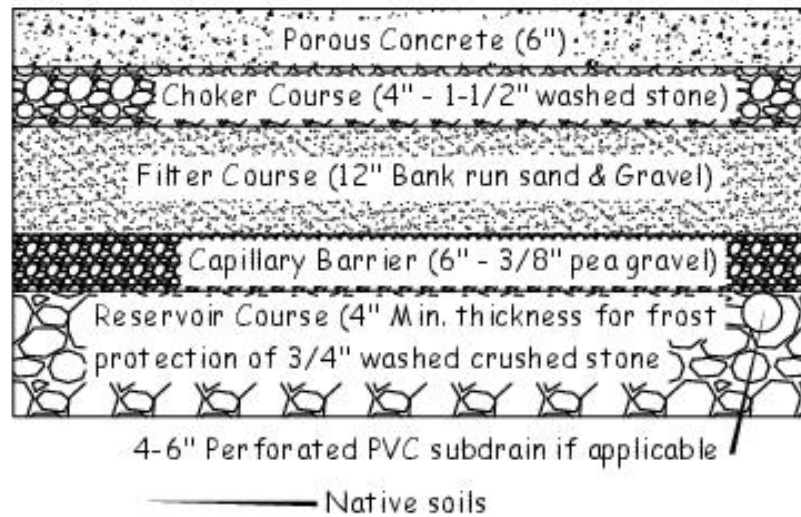 Porous Concrete (6")
Choker Course (4" - 1-1/2" washed stone)
Filter Course (12" Bank run sand & Gravel)
Capillary Barrier (6" - 3/8" pea gravel)
Reservoir Course (4" Min. thickness for frost
protection of 3/4" washed crushed stone
4-6" Perforated PVC subdrain if applicable
Native soils